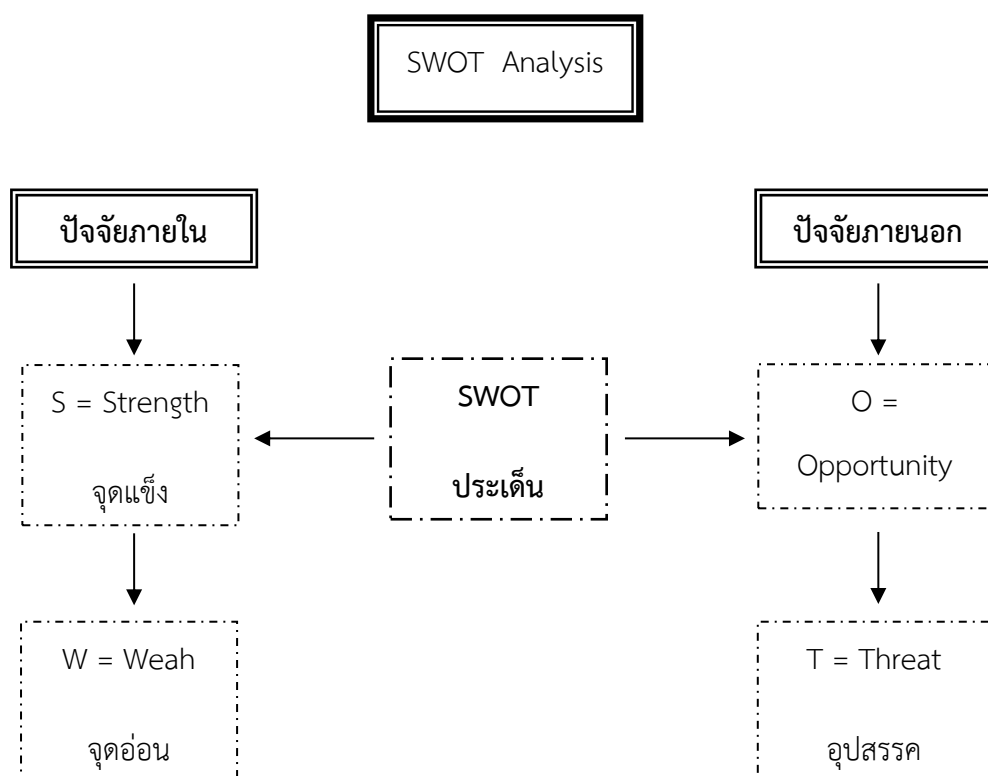 SWOT Analysis
ปัจจัยภายใน
ปัจจัยภายนอก
S = Strength
จุดแข็ง
SWOT
ประเด็น
O =
Opportunity
W = Weah
จุดอ่อน
T = Threat
อุปสรรค